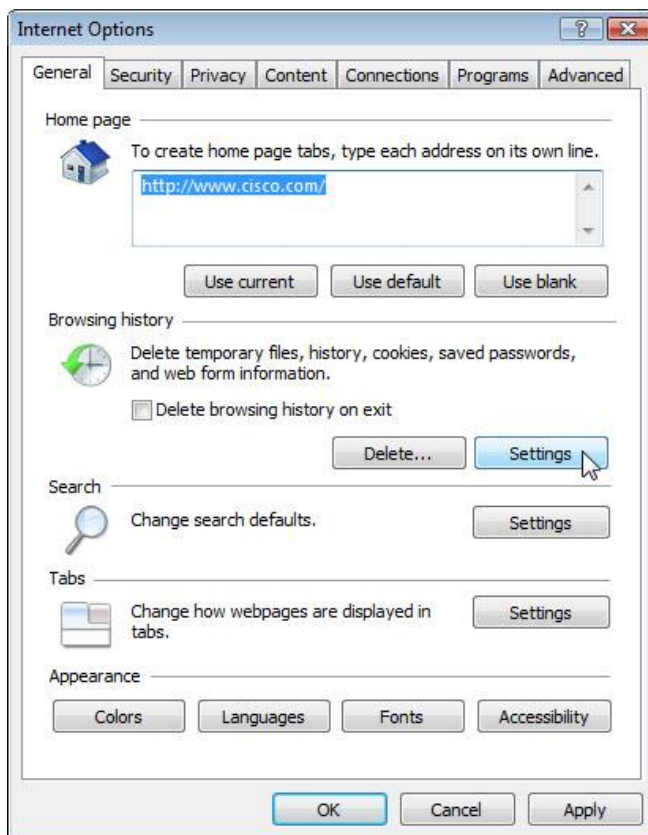 Internet Options
General Security Privacy Content Connections Programs Advanced
Home page
To create home page tabs, type each address on its own line.
http://www.cisco.com/
Use current Use default Use blank
Browsing history
Delete temporary files, history, cookies, saved passwords,
and web form information.
Delete browsing history on exit
Delete... Settings
Search
Change search defaults. Settings
Tabs
Change how webpages are displayed in
tabs.
Settings
Appearance
Colors Languages Fonts Accessibility
OK Cancel Apply